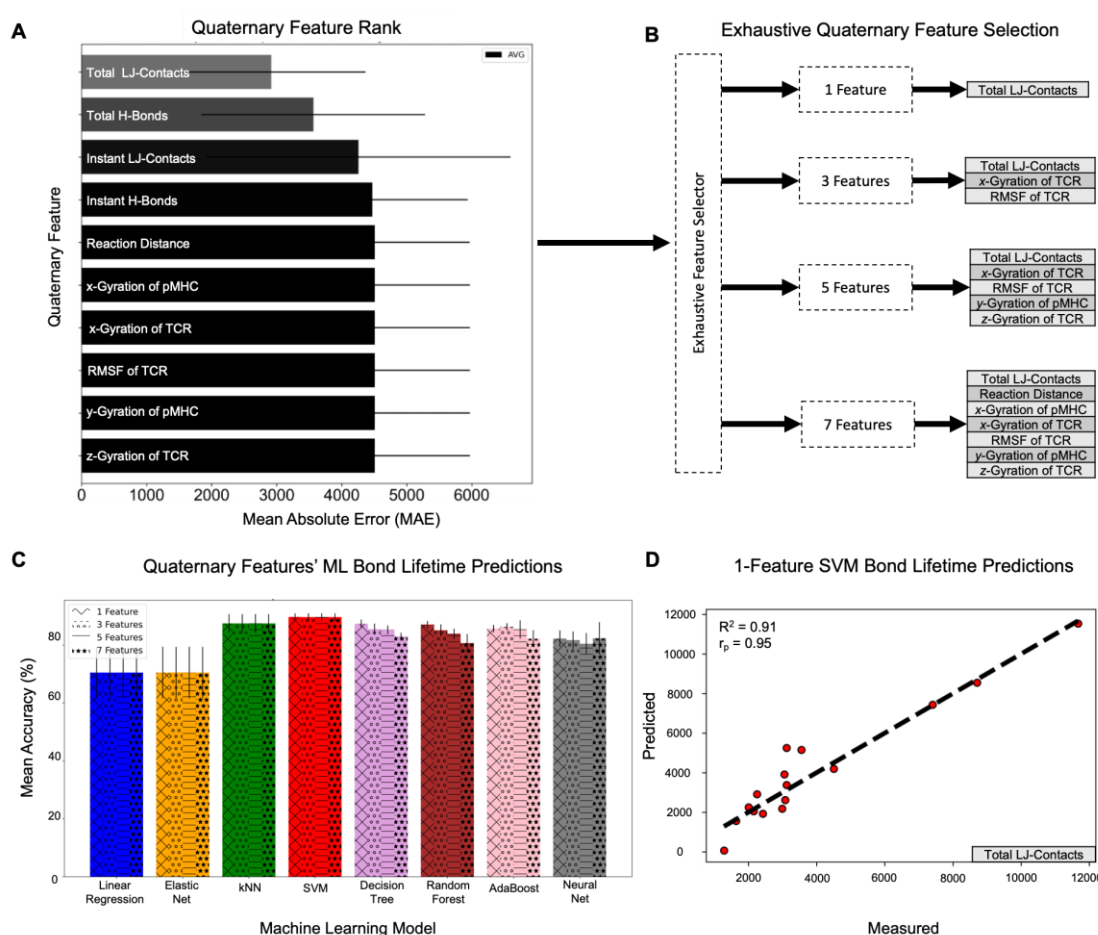 A
Quaternary Feature Rank
AVG
Total LJ-Contacts
Total H-Bonds
Instant LJ-Contacts
Instant H-Bonds
Reaction Distance
x-Gyration of pMHC
x-Gyration of TCR
RMSF of TCR
y-Gyration of pMHC
z-Gyration of TCR
Quaternary Feature
0 1000 2000 3000 4000 5000 6000
Mean Absolute Error (MAE)
B
Exhaustive Quaternary Feature Selection
Exhaustive Feature Selector
1 Feature
Total LJ-Contacts
3 Features
Total LJ-Contacts
x-Gyration of TCR
RMSF of TCR
5 Features
Total LJ-Contacts
x-Gyration of TCR
RMSF of TCR
y-Gyration of pMHC
z-Gyration of TCR
7 Features
Total LJ-Contacts
Reaction Distance
x-Gyration of pMHC
x-Gyration of TCR
RMSF of TCR
y-Gyration of pMHC
z-Gyration of TCR
C
Quaternary Features' ML Bond Lifetime Predictions
1 Feature
3 Features
5 Features
7 Features
80
60
40
20
0
Mean Accuracy (%)
Linear Regression
Elastic Net
kNN
SVM
Decision Tree
Random Forest
AdaBoost
Neural Net
Machine Learning Model
D
1-Feature SVM Bond Lifetime Predictions
R² = 0.91
rₚ = 0.95
12000
10000
8000
6000
4000
2000
0
Predicted
Total LJ-Contacts
2000 4000 6000 8000 10000 12000
Measured